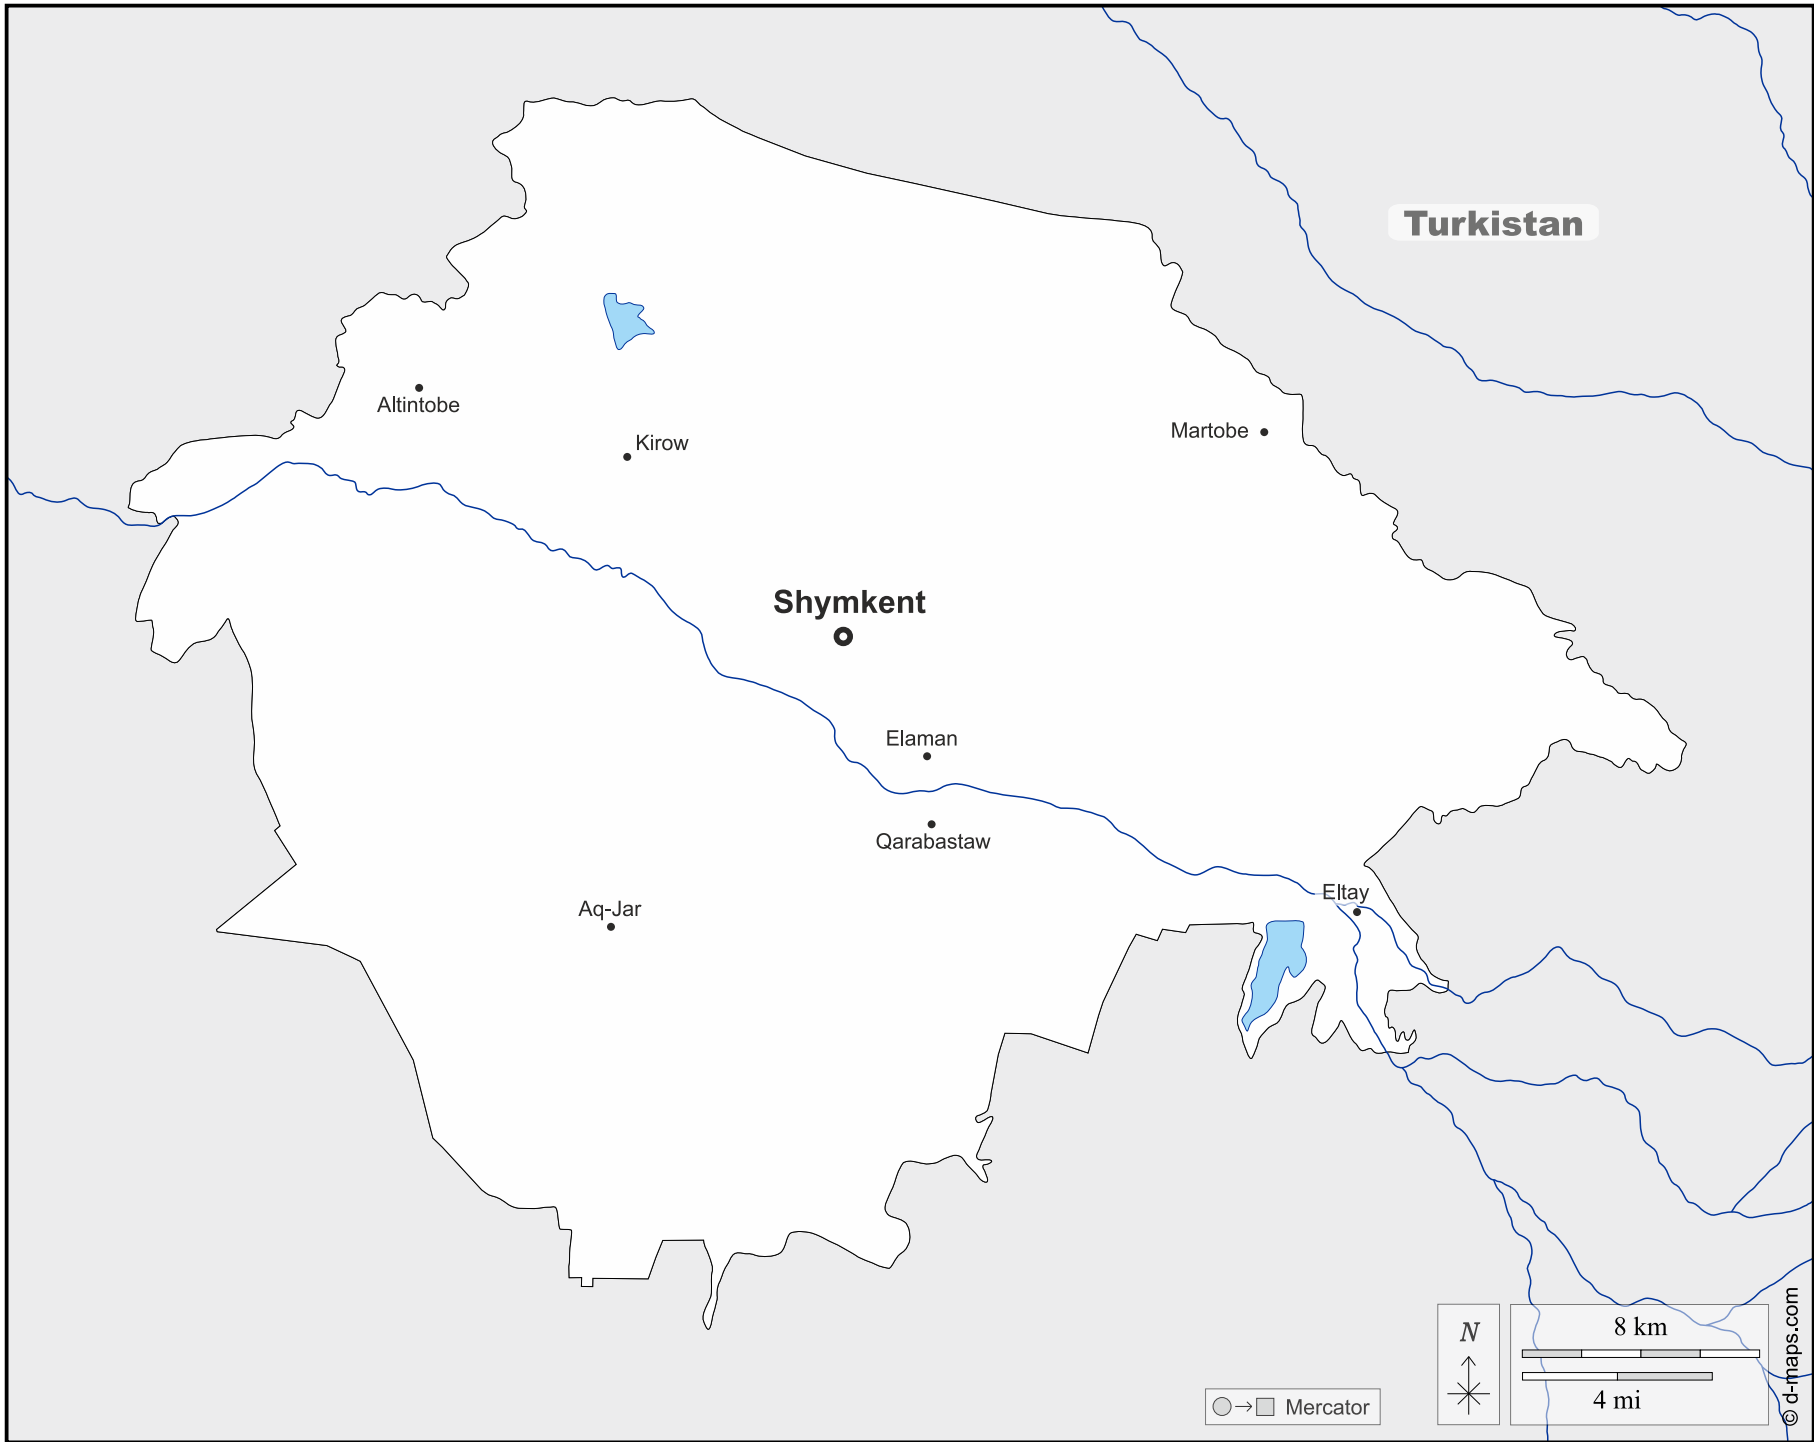 Turkistan
Altintobe
Kirow
Martobe
Shymkent
Elaman
Qarabastaw
Eltay
Aq-Jar
N
8 km
4 mi
Mercator
© d-maps.com